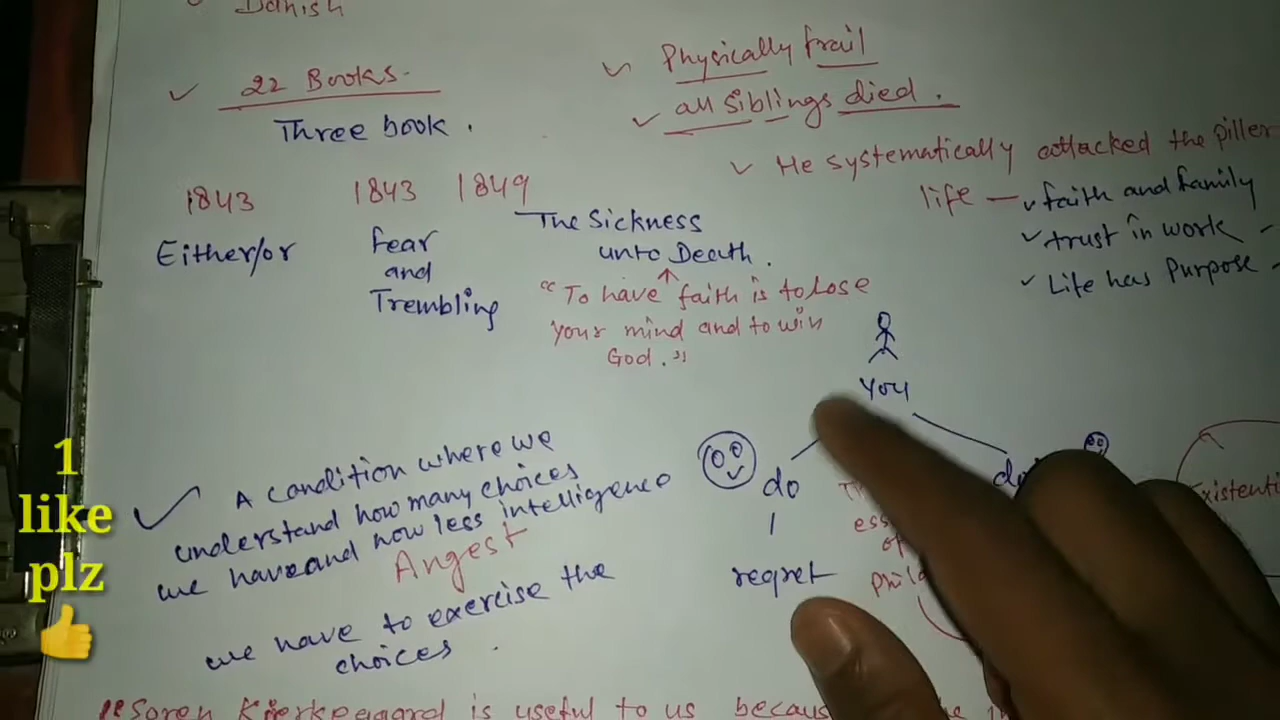 Danish
22 Books.
Three book.
1843
Either/or
1843
fear
and
Trembling
1849
The Sickness
unto Death.
"To have faith is to Lose
your mind and to win
God."
Physically frail
all siblings died.
He systematically attacked the piller
life — faith and family
trust in work
Life has Purpose
you
do
regret
A condition where we
understand how many choices
we have and how less intelligence
Angest
we have to exercise the
choices.
"Soren Kierkegaard is useful to us because
1
like
plz